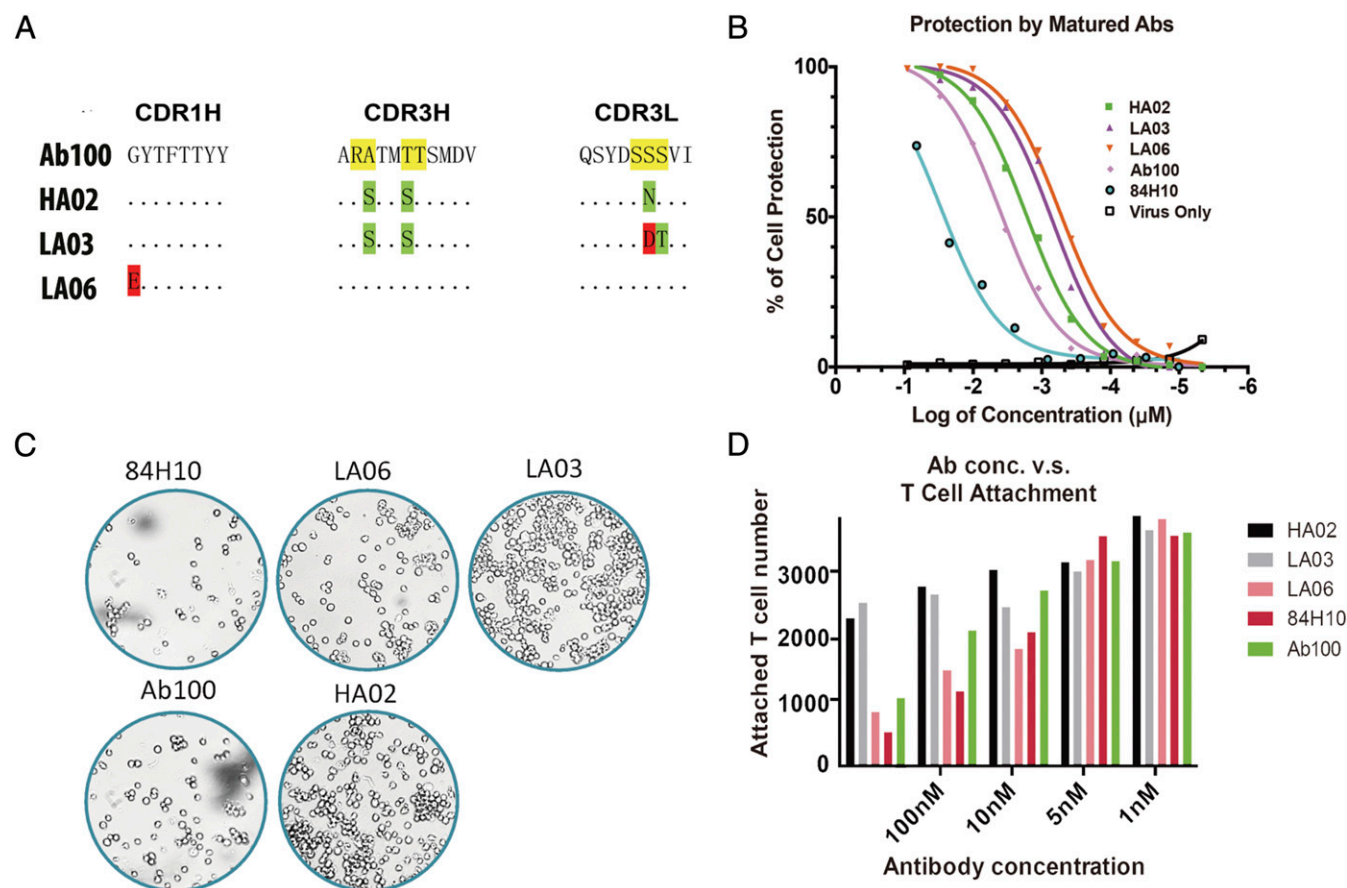 A
CDR1H CDR3H CDR3L
Ab100 GYTFTTYY ARATMTTSMDV QSYDSSSVI
HA02 ........ ..S..S..... .....N...
LA03 ........ ..S..S..... .....DT..
LA06 E....... ........... .........
B
Protection by Matured Abs
% of Cell Protection
100
50
0
0 -1 -2 -3 -4 -5 -6
Log of Concentration (µM)
HA02
LA03
LA06
Ab100
84H10
Virus Only
C
84H10 LA06 LA03
Ab100 HA02
D
Ab conc. v.s.
T Cell Attachment
Attached T cell number
3000
2000
1000
0
100nM 10nM 5nM 1nM
Antibody concentration
HA02
LA03
LA06
84H10
Ab100